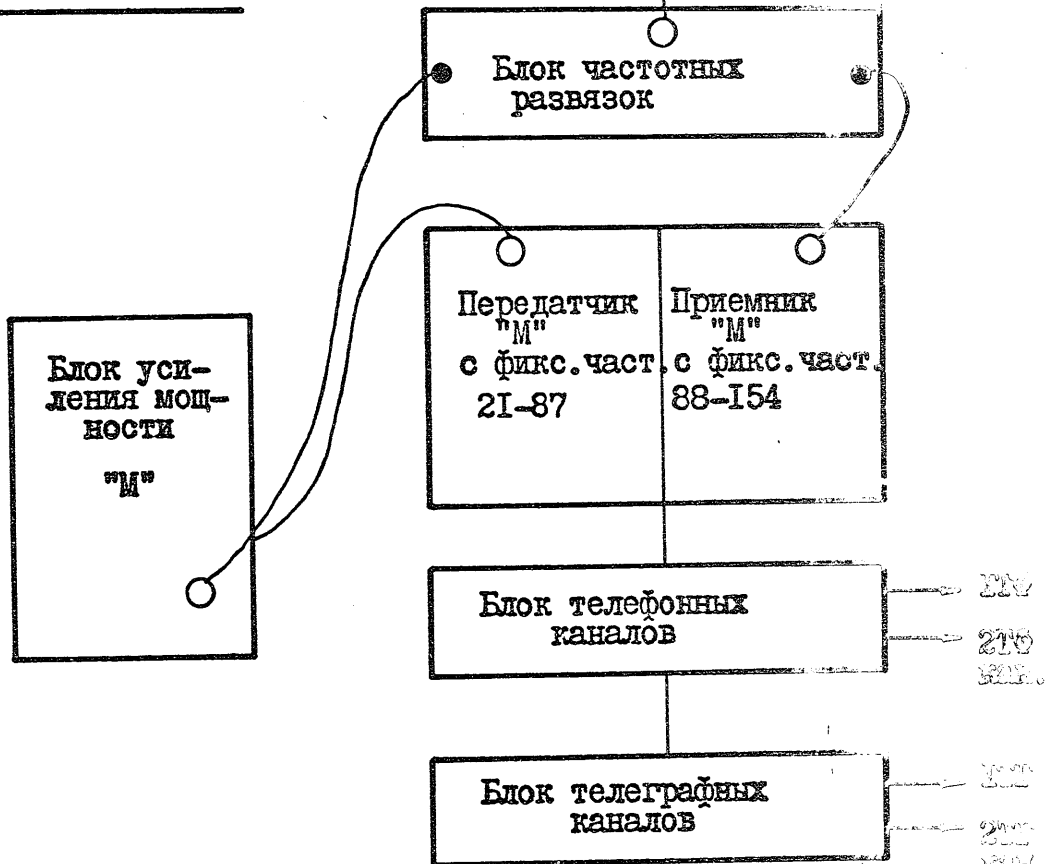 Блок частотных
развязок
Передатчик
"М"
с фикс.част.
21-87
Приемник
"М"
с фикс.част.
88-154
Блок уси-
ления мощ-
ности
"М"
Блок телефонных
каналов
2ТФ
Блок телеграфных
каналов